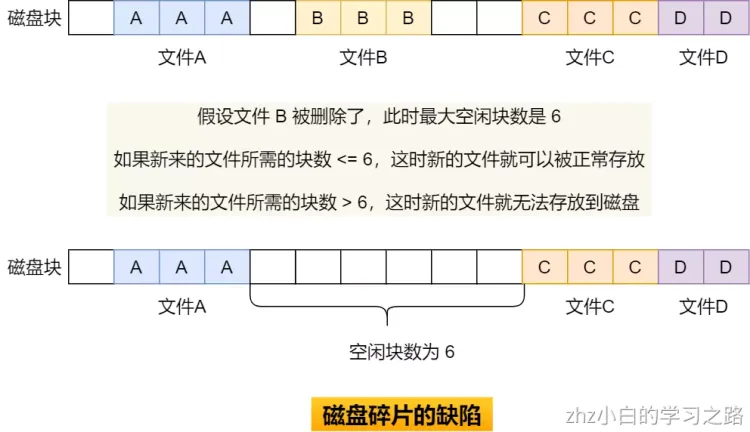 磁盘块 A A A B B B C C C D D
文件A 文件B 文件C 文件D
假设文件 B 被删除了，此时最大空闲块数是 6
如果新来的文件所需的块数 <= 6，这时新的文件就可以被正常存放
如果新来的文件所需的块数 > 6，这时新的文件就无法存放到磁盘
磁盘块 A A A C C C D D
文件A 文件C 文件D
空闲块数为 6
磁盘碎片的缺陷
zhz小白的学习之路